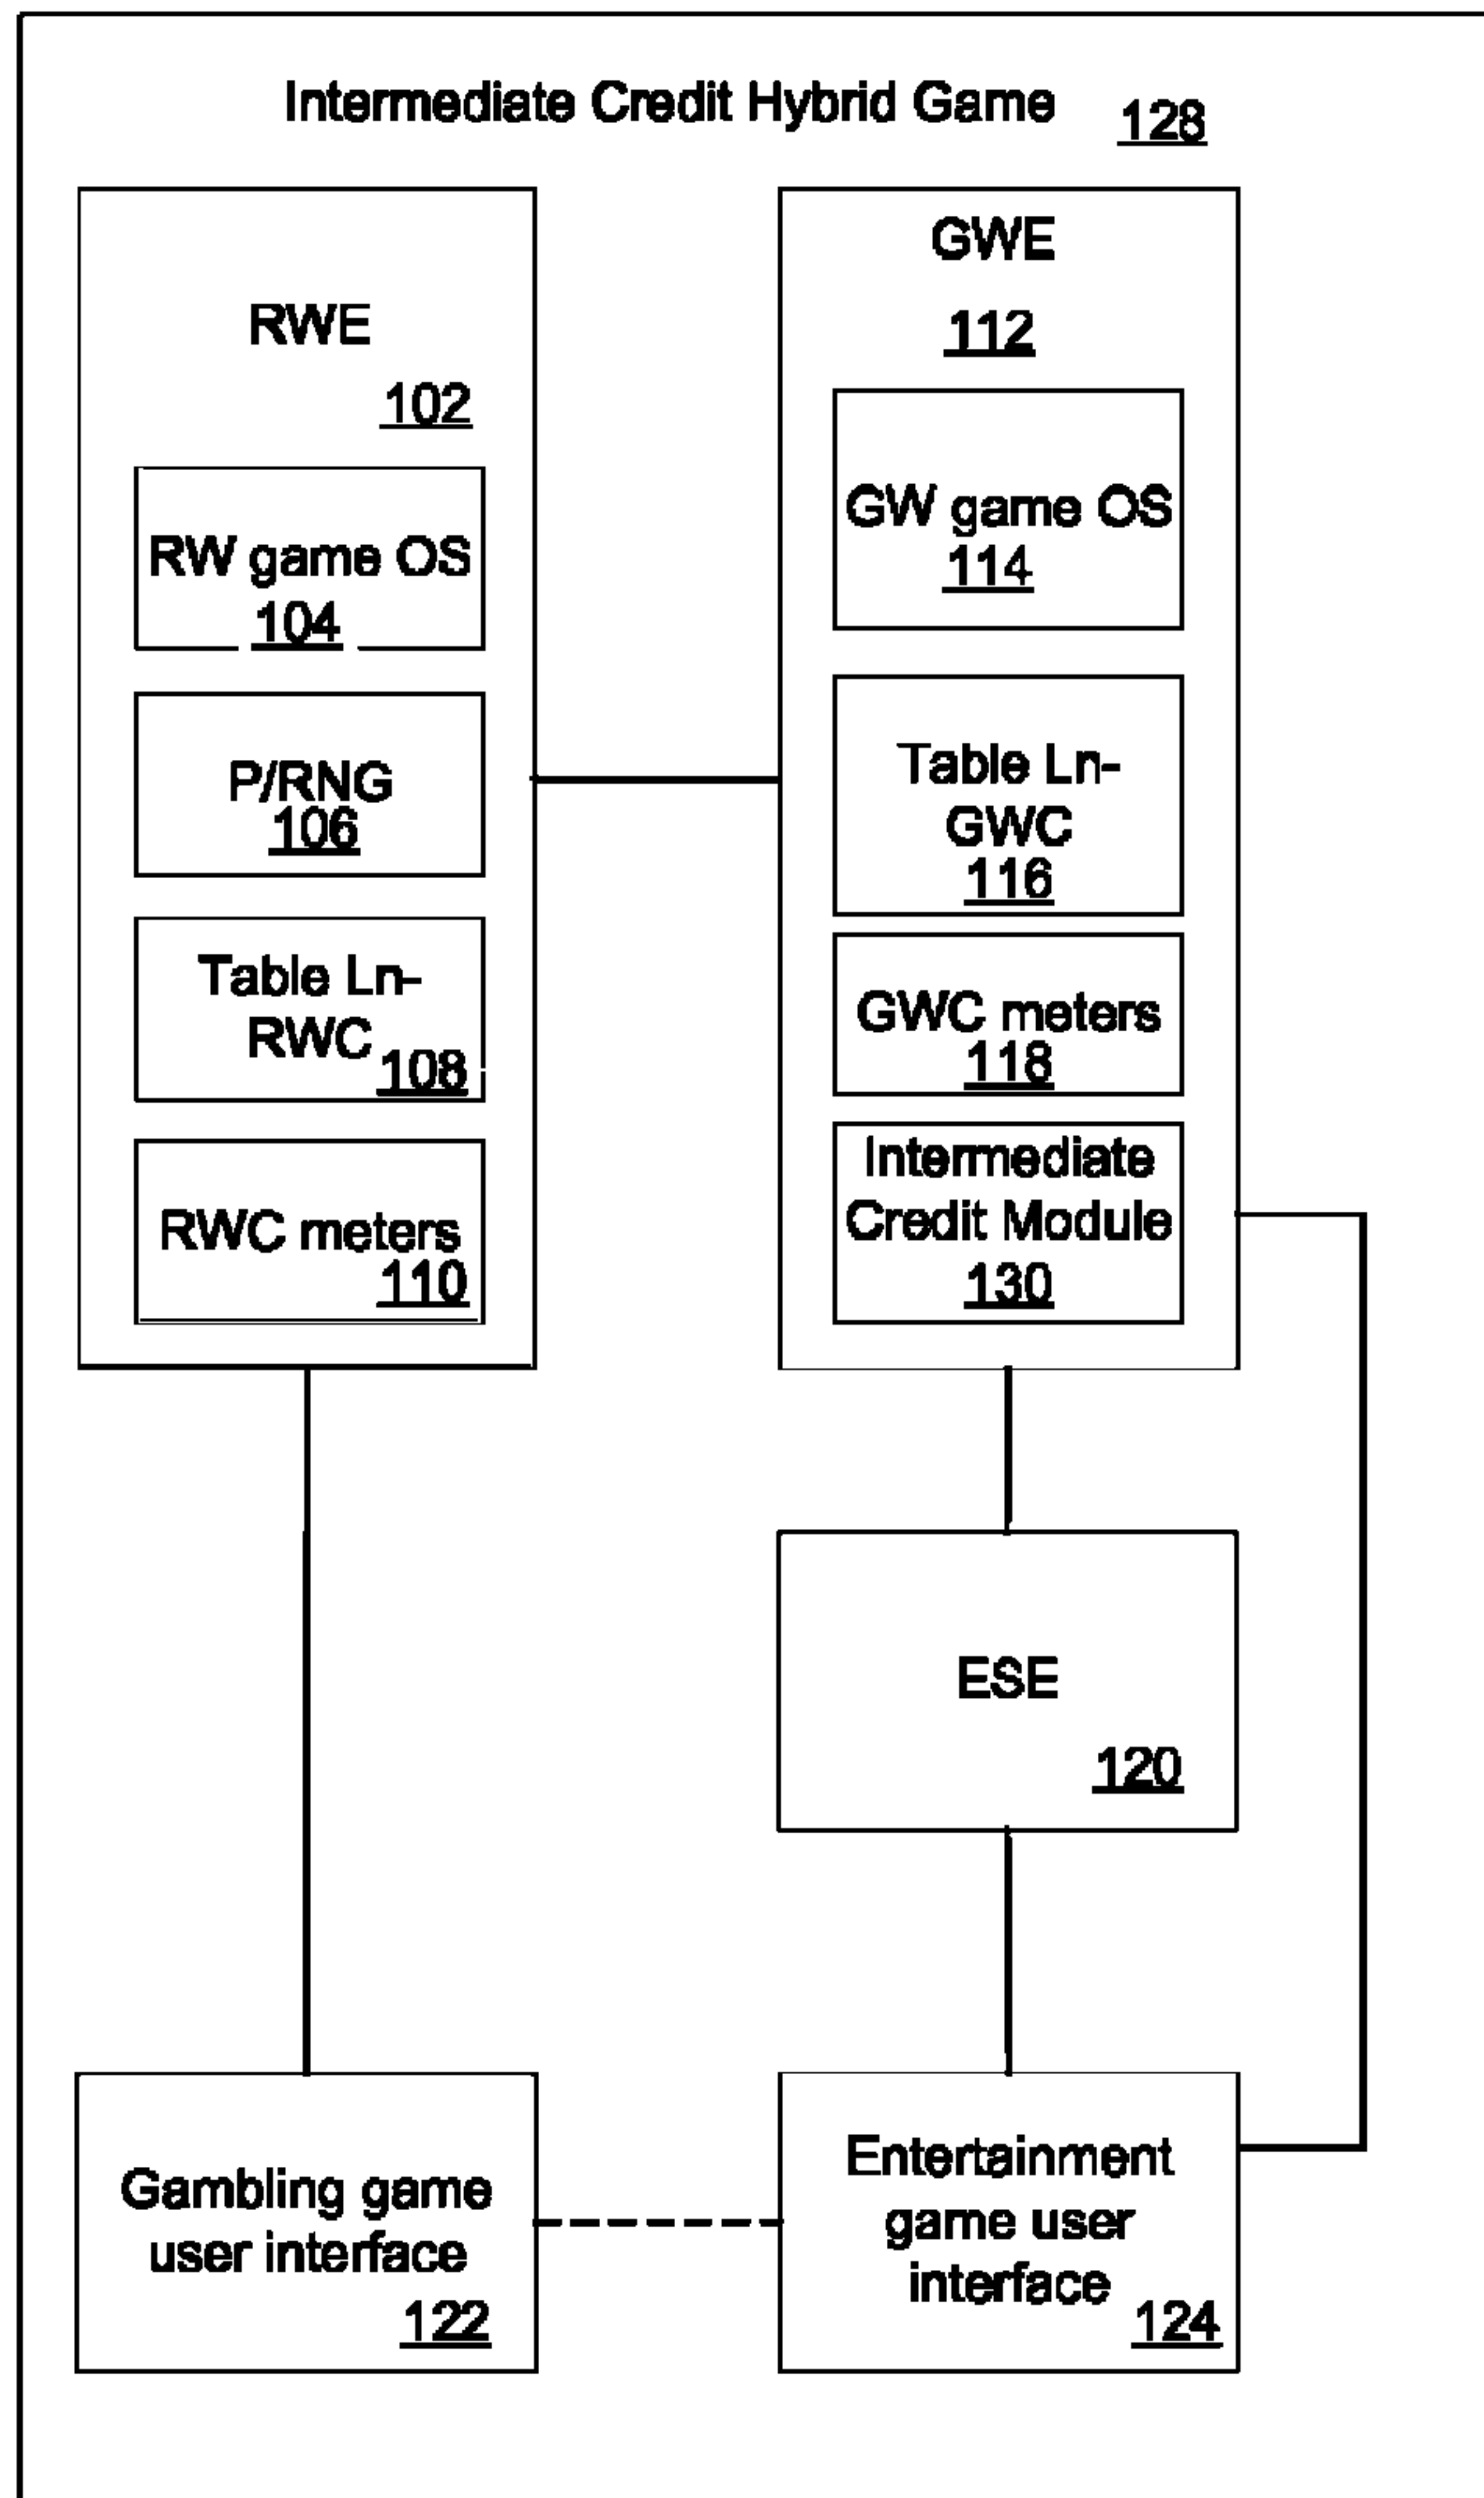 Intermediate Credit Hybrid Game
128
RWE
102
RW game OS
104
P/RNG
106
Table Ln-
RWC
108
RWC meters
110
GWE
112
GW game OS
114
Table Ln-
GWC
116
GWC meters
118
Intermediate
Credit Module
130
ESE
120
Gambling game
user interface
122
Entertainment
game user
interface
124